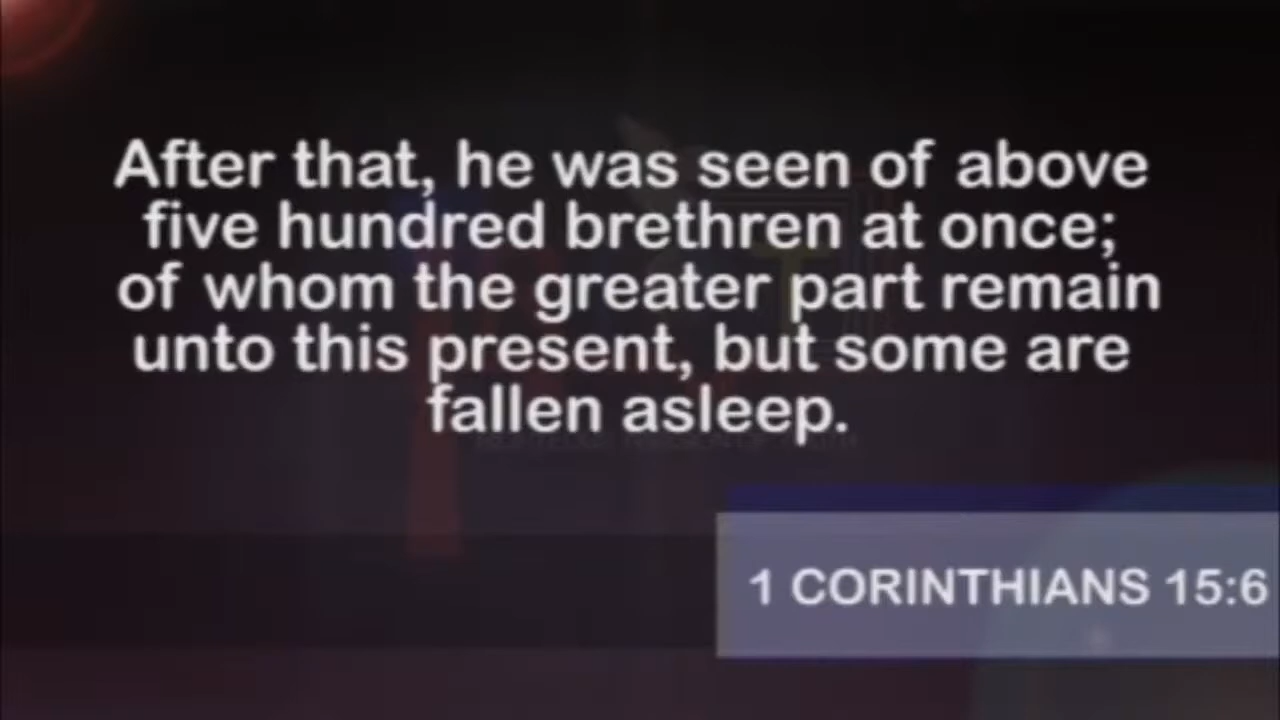 After that, he was seen of above
five hundred brethren at once;
of whom the greater part remain
unto this present, but some are
fallen asleep.
1 CORINTHIANS 15:6